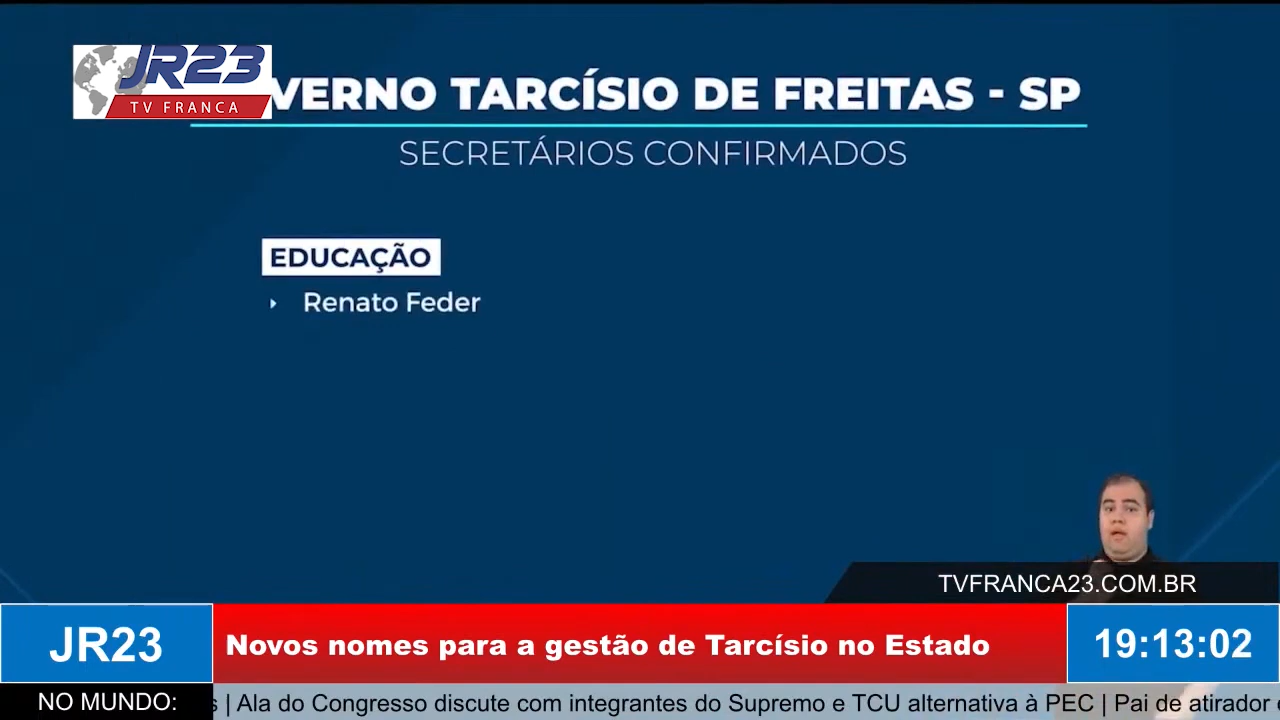 JR23
TV FRANCA
VERNO TARCÍSIO DE FREITAS - SP
SECRETÁRIOS CONFIRMADOS
EDUCAÇÃO
Renato Feder
TVFRANCA23.COM.BR
JR23
Novos nomes para a gestão de Tarcísio no Estado
19:13:02
NO MUNDO:
s | Ala do Congresso discute com integrantes do Supremo e TCU alternativa à PEC | Pai de atirador